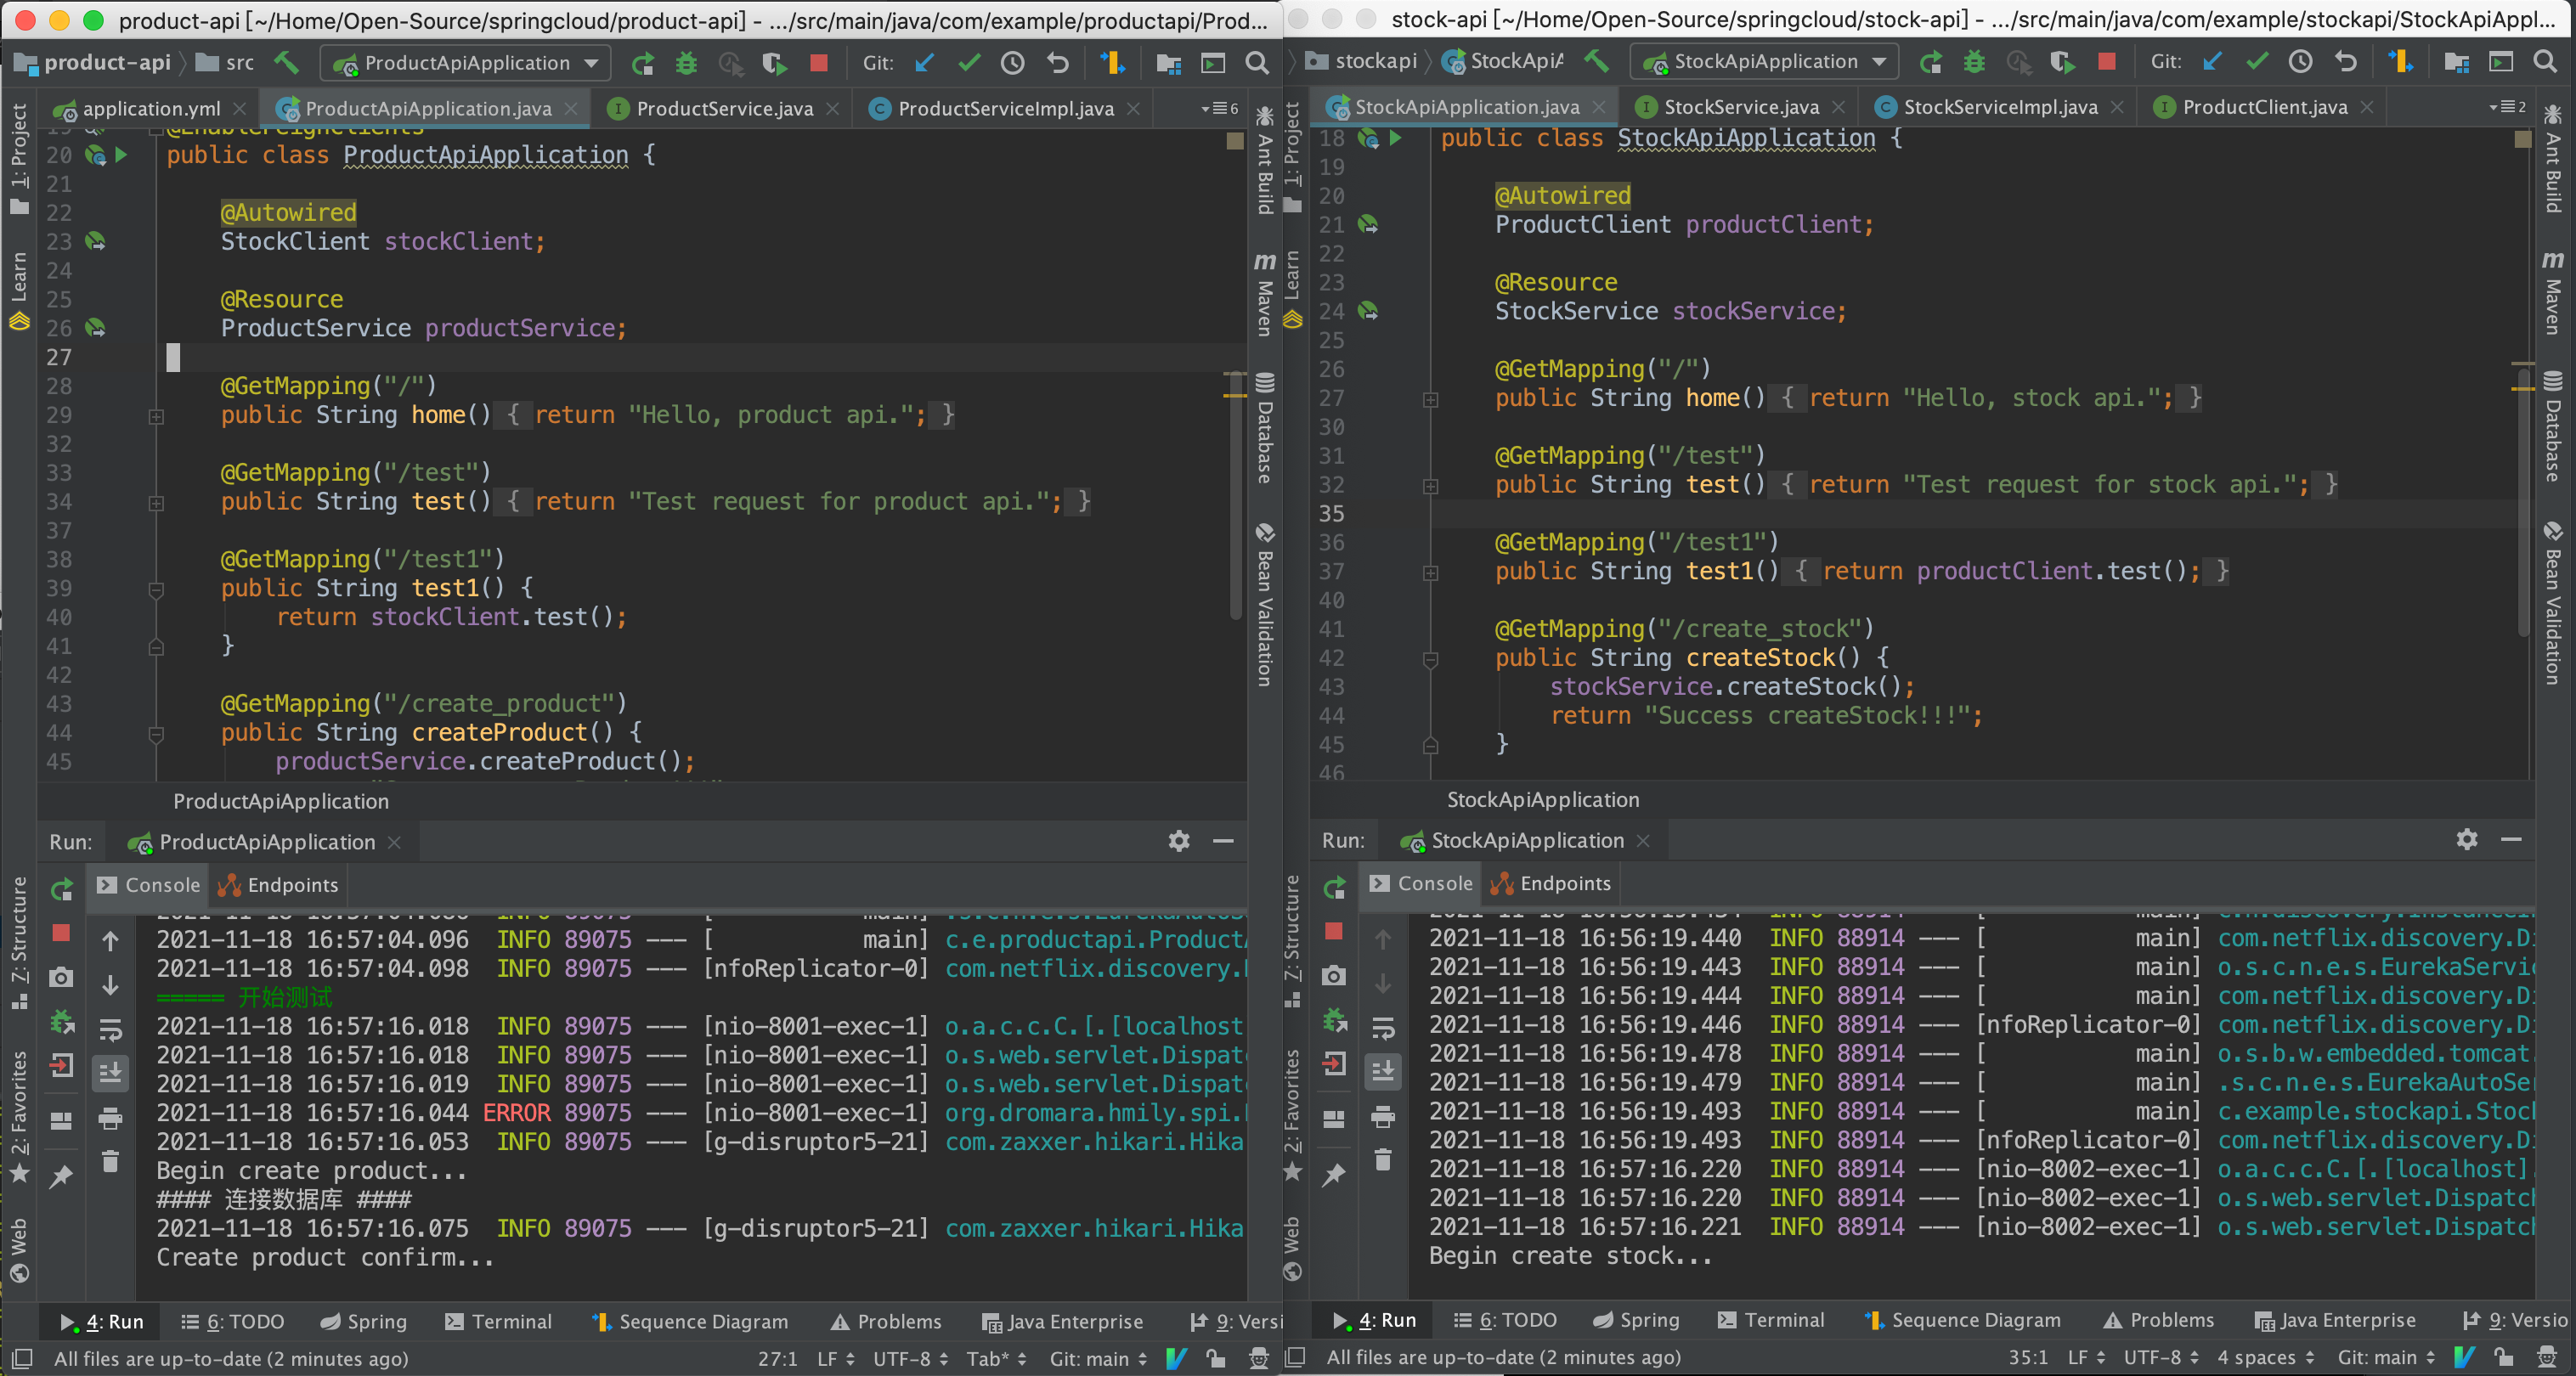 product-api [~/Home/Open-Source/springcloud/product-api] - .../src/main/java/com/example/productapi/Prod...
product-api
src
ProductApiApplication
Git:
application.yml
ProductApiApplication.java
ProductService.java
ProductServiceImpl.java
6
1: Project
Learn
Z: Structure
2: Favorites
Web
@EnableFeignClients
20 public class ProductApiApplication {
21
22 @Autowired
23 StockClient stockClient;
24
25 @Resource
26 ProductService productService;
27
28 @GetMapping("/")
29 public String home() { return "Hello, product api."; }
32
33 @GetMapping("/test")
34 public String test() { return "Test request for product api."; }
37
38 @GetMapping("/test1")
39 public String test1() {
40 return stockClient.test();
41 }
42
43 @GetMapping("/create_product")
44 public String createProduct() {
45 productService.createProduct();
ProductApiApplication
Ant Build
Maven
Database
Bean Validation
Run: ProductApiApplication
Console
Endpoints
2021-11-18 16:57:04.096 INFO 89075 --- [ main] c.e.productapi.Product
2021-11-18 16:57:04.098 INFO 89075 --- [nfoReplicator-0] com.netflix.discovery.
===== 开始测试
2021-11-18 16:57:16.018 INFO 89075 --- [nio-8001-exec-1] o.a.c.c.C.[.[localhost
2021-11-18 16:57:16.018 INFO 89075 --- [nio-8001-exec-1] o.s.web.servlet.Dispat
2021-11-18 16:57:16.019 INFO 89075 --- [nio-8001-exec-1] o.s.web.servlet.Dispat
2021-11-18 16:57:16.044 ERROR 89075 --- [nio-8001-exec-1] org.dromara.hmily.spi.
2021-11-18 16:57:16.053 INFO 89075 --- [g-disruptor5-21] com.zaxxer.hikari.Hika
Begin create product...
#### 连接数据库 ####
2021-11-18 16:57:16.075 INFO 89075 --- [g-disruptor5-21] com.zaxxer.hikari.Hika
Create product confirm...
4: Run
6: TODO
Spring
Terminal
Sequence Diagram
Problems
Java Enterprise
9: Versi
All files are up-to-date (2 minutes ago)
27:1 LF UTF-8 Tab* Git: main
stock-api [~/Home/Open-Source/springcloud/stock-api] - .../src/main/java/com/example/stockapi/StockApiAppl...
stockapi
StockApiA
StockApiApplication
Git:
StockApiApplication.java
StockService.java
StockServiceImpl.java
ProductClient.java
2
1: Project
Learn
Z: Structure
2: Favorites
Web
18 public class StockApiApplication {
19
20 @Autowired
21 ProductClient productClient;
22
23 @Resource
24 StockService stockService;
25
26 @GetMapping("/")
27 public String home() { return "Hello, stock api."; }
30
31 @GetMapping("/test")
32 public String test() { return "Test request for stock api."; }
35
36 @GetMapping("/test1")
37 public String test1() { return productClient.test(); }
40
41 @GetMapping("/create_stock")
42 public String createStock() {
43 stockService.createStock();
44 return "Success createStock!!!";
45 }
46
StockApiApplication
Ant Build
Maven
Database
Bean Validation
Run: StockApiApplication
Console
Endpoints
2021-11-18 16:56:19.440 INFO 88914 --- [ main] com.netflix.discovery.Di
2021-11-18 16:56:19.443 INFO 88914 --- [ main] o.s.c.n.e.s.EurekaServi
2021-11-18 16:56:19.444 INFO 88914 --- [ main] com.netflix.discovery.Di
2021-11-18 16:56:19.446 INFO 88914 --- [nfoReplicator-0] com.netflix.discovery.Di
2021-11-18 16:56:19.478 INFO 88914 --- [ main] o.s.b.w.embedded.tomcat.
2021-11-18 16:56:19.479 INFO 88914 --- [ main] .s.c.n.e.s.EurekaAutoSer
2021-11-18 16:56:19.493 INFO 88914 --- [ main] c.example.stockapi.Stock
2021-11-18 16:56:19.493 INFO 88914 --- [nfoReplicator-0] com.netflix.discovery.Di
2021-11-18 16:57:16.220 INFO 88914 --- [nio-8002-exec-1] o.a.c.c.C.[.[localhost].
2021-11-18 16:57:16.220 INFO 88914 --- [nio-8002-exec-1] o.s.web.servlet.Dispatch
2021-11-18 16:57:16.221 INFO 88914 --- [nio-8002-exec-1] o.s.web.servlet.Dispatch
Begin create stock...
4: Run
6: TODO
Spring
Terminal
Sequence Diagram
Problems
Java Enterprise
9: Versio
All files are up-to-date (2 minutes ago)
35:1 LF UTF-8 4 spaces Git: main